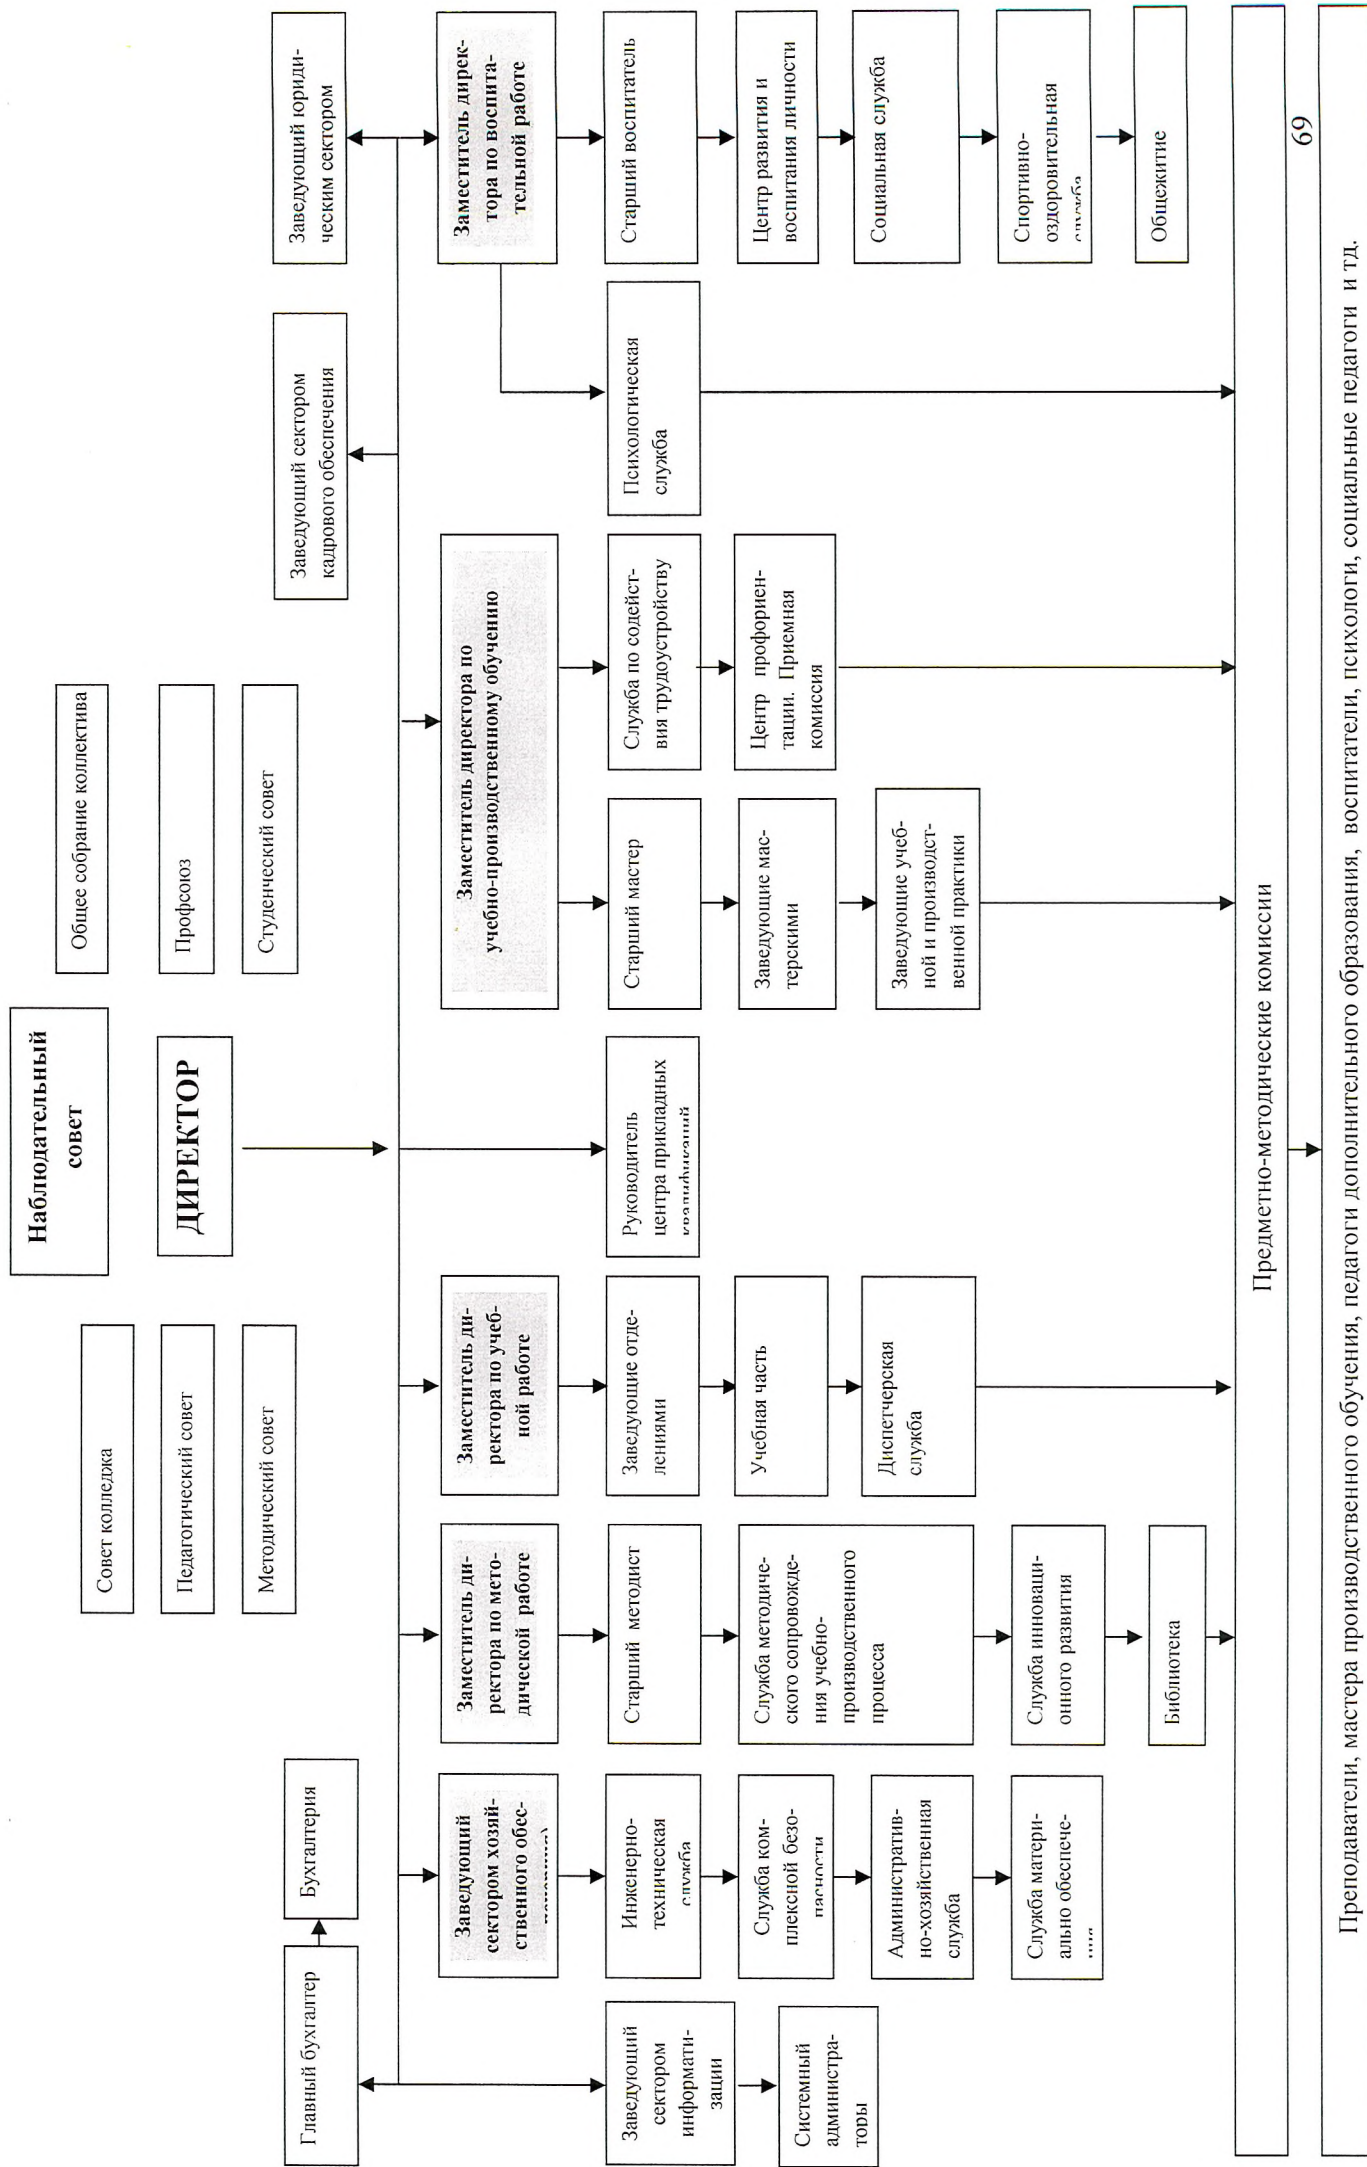 Наблюдательный
совет
Совет колледжа
Общее собрание коллектива
Педагогический совет
ДИРЕКТОР
Профсоюз
Методический совет
Студенческий совет
Главный бухгалтер
Бухгалтерия
Заведующий сектором
кадрового обеспечения
Заведующий юриди-
ческим сектором
Заведующий
сектором хозяй-
ственного обес-
Заместитель ди-
ректора по мето-
дической работе
Заместитель ди-
ректора по учеб-
ной работе
Заместитель директора по
учебно-производственному обучению
Заместитель дирек-
тора по воспита-
тельной работе
Заведующий
сектором
информати-
зации
Инженерно-
техническая
служба
Старший методист
Заведующие отде-
лениями
Руководитель
центра прикладных
квалификаций
Старший мастер
Служба по содейст-
вия трудоустройству
Психологическая
служба
Старший воспитатель
Системный
администра-
торы
Служба ком-
плексной безо-
пасности
Служба методиче-
ского сопровожде-
ния учебно-
производственного
процесса
Учебная часть
Заведующие мас-
терскими
Центр профориен-
тации. Приемная
комиссия
Центр развития и
воспитания личности
Административ-
но-хозяйственная
служба
Диспетчерская
служба
Заведующие учеб-
ной и производст-
венной практики
Социальная служба
Служба матери-
ально обеспече-
ния
Служба инноваци-
онного развития
Спортивно-
оздоровительная
служба
Библиотека
Общежитие
Предметно-методические комиссии
69
Преподаватели, мастера производственного обучения, педагоги дополнительного образования, воспитатели, психологи, социальные педагоги и тд.